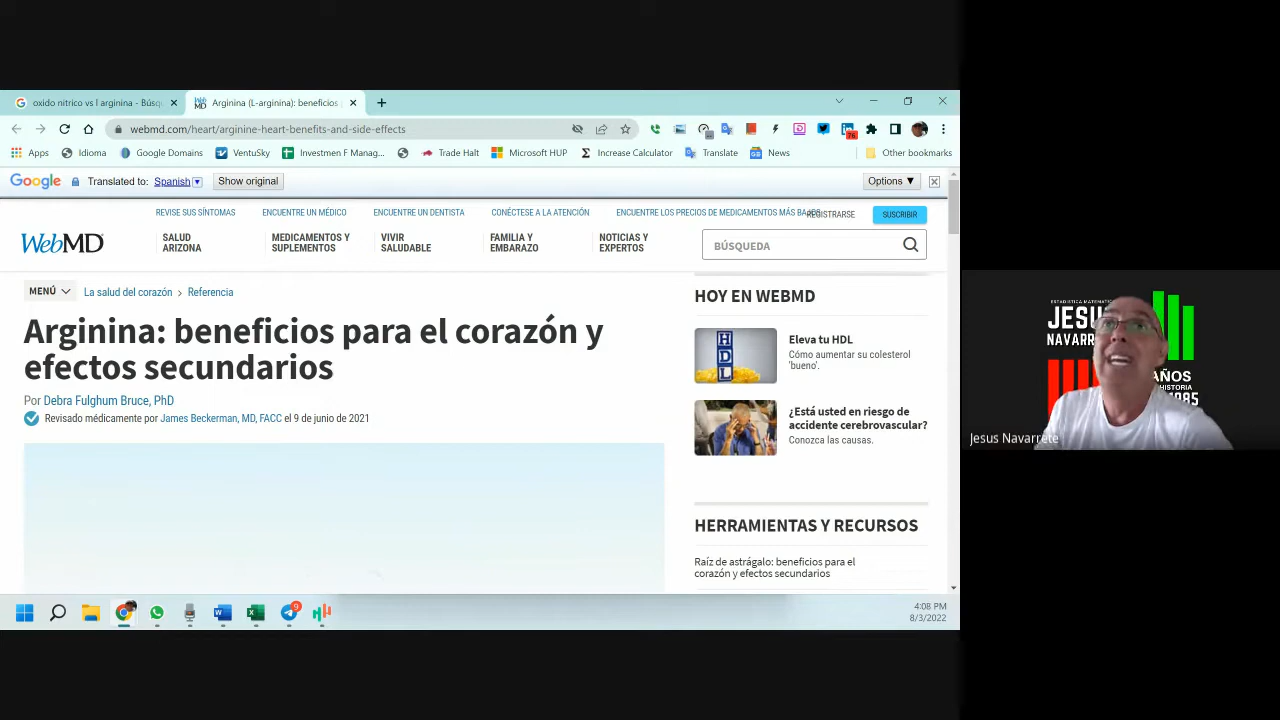 oxido nitrico vs l arginina - Búsqu
Arginina (L-arginina): beneficios
webmd.com/heart/arginine-heart-benefits-and-side-effects
Apps
Idioma
Google Domains
VentuSky
Investmen F Manag...
Trade Halt
Microsoft HUP
Increase Calculator
Translate
News
Other bookmarks
Google
Translated to: Spanish
Show original
Options ▼
REVISE SUS SÍNTOMAS
ENCUENTRE UN MÉDICO
ENCUENTRE UN DENTISTA
CONÉCTESE A LA ATENCIÓN
ENCUENTRE LOS PRECIOS DE MEDICAMENTOS MÁS BAJOS
REGISTRARSE
SUSCRIBIR
WebMD
SALUD
ARIZONA
MEDICAMENTOS Y
SUPLEMENTOS
VIVIR
SALUDABLE
FAMILIA Y
EMBARAZO
NOTICIAS Y
EXPERTOS
BÚSQUEDA
MENÚ
La salud del corazón > Referencia
Arginina: beneficios para el corazón y
efectos secundarios
Por Debra Fulghum Bruce, PhD
Revisado médicamente por James Beckerman, MD, FACC el 9 de junio de 2021
HOY EN WEBMD
HDL
Eleva tu HDL
Cómo aumentar su colesterol
'bueno'.
¿Está usted en riesgo de
accidente cerebrovascular?
Conozca las causas.
HERRAMIENTAS Y RECURSOS
Raíz de astrágalo: beneficios para el
corazón y efectos secundarios
4:08 PM
8/3/2022
JESU
NAVARR
AÑOS
HISTORIA
Jesus Navarrete